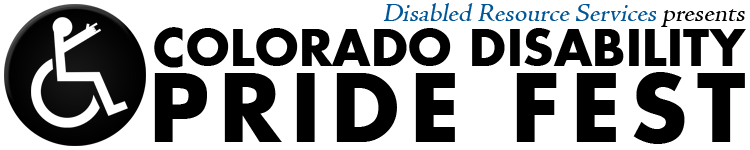 Disabled Resource Services presents
COLORADO DISABILITY
PRIDE FEST